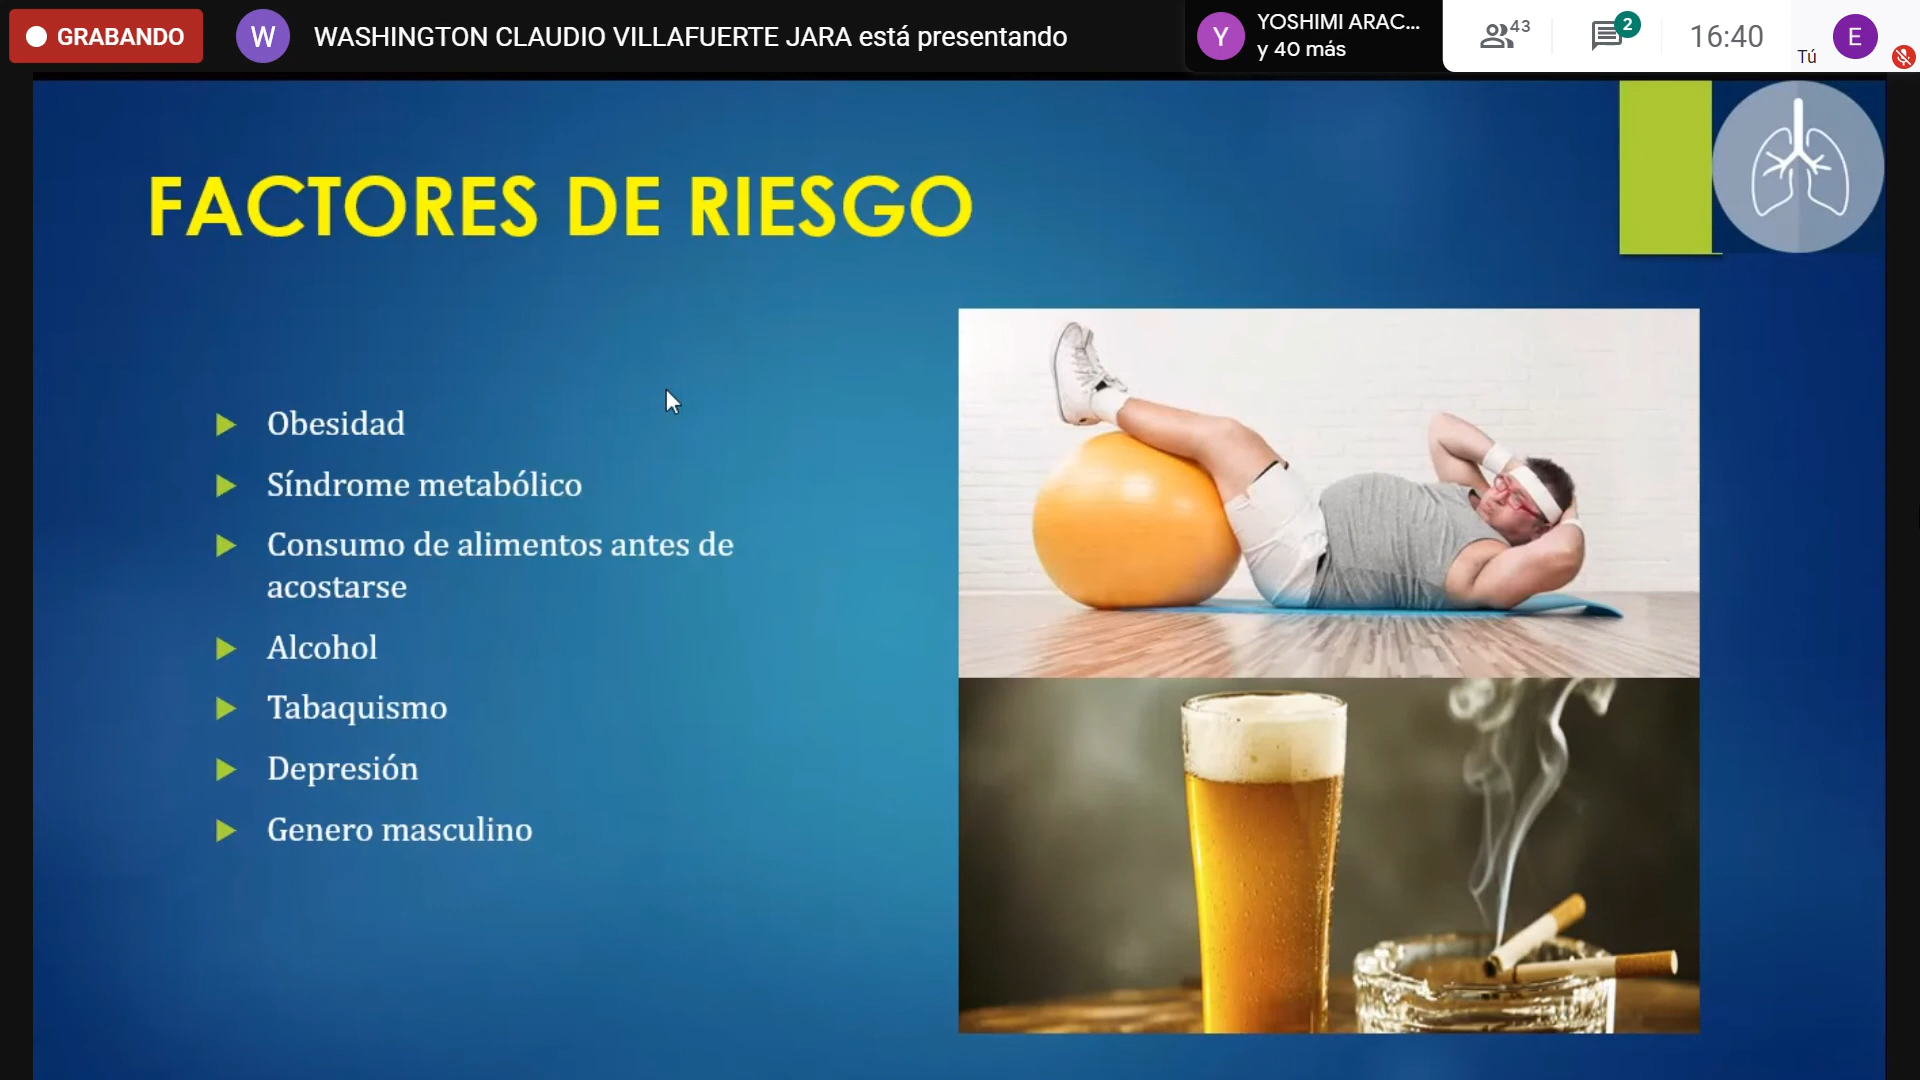 GRABANDO
W
WASHINGTON CLAUDIO VILLAFUERTE JARA está presentando
Y
YOSHIMI ARAC...
y 40 más
43
2
16:40
Tú
E
FACTORES DE RIESGO
Obesidad
Síndrome metabólico
Consumo de alimentos antes de
acostarse
Alcohol
Tabaquismo
Depresión
Genero masculino